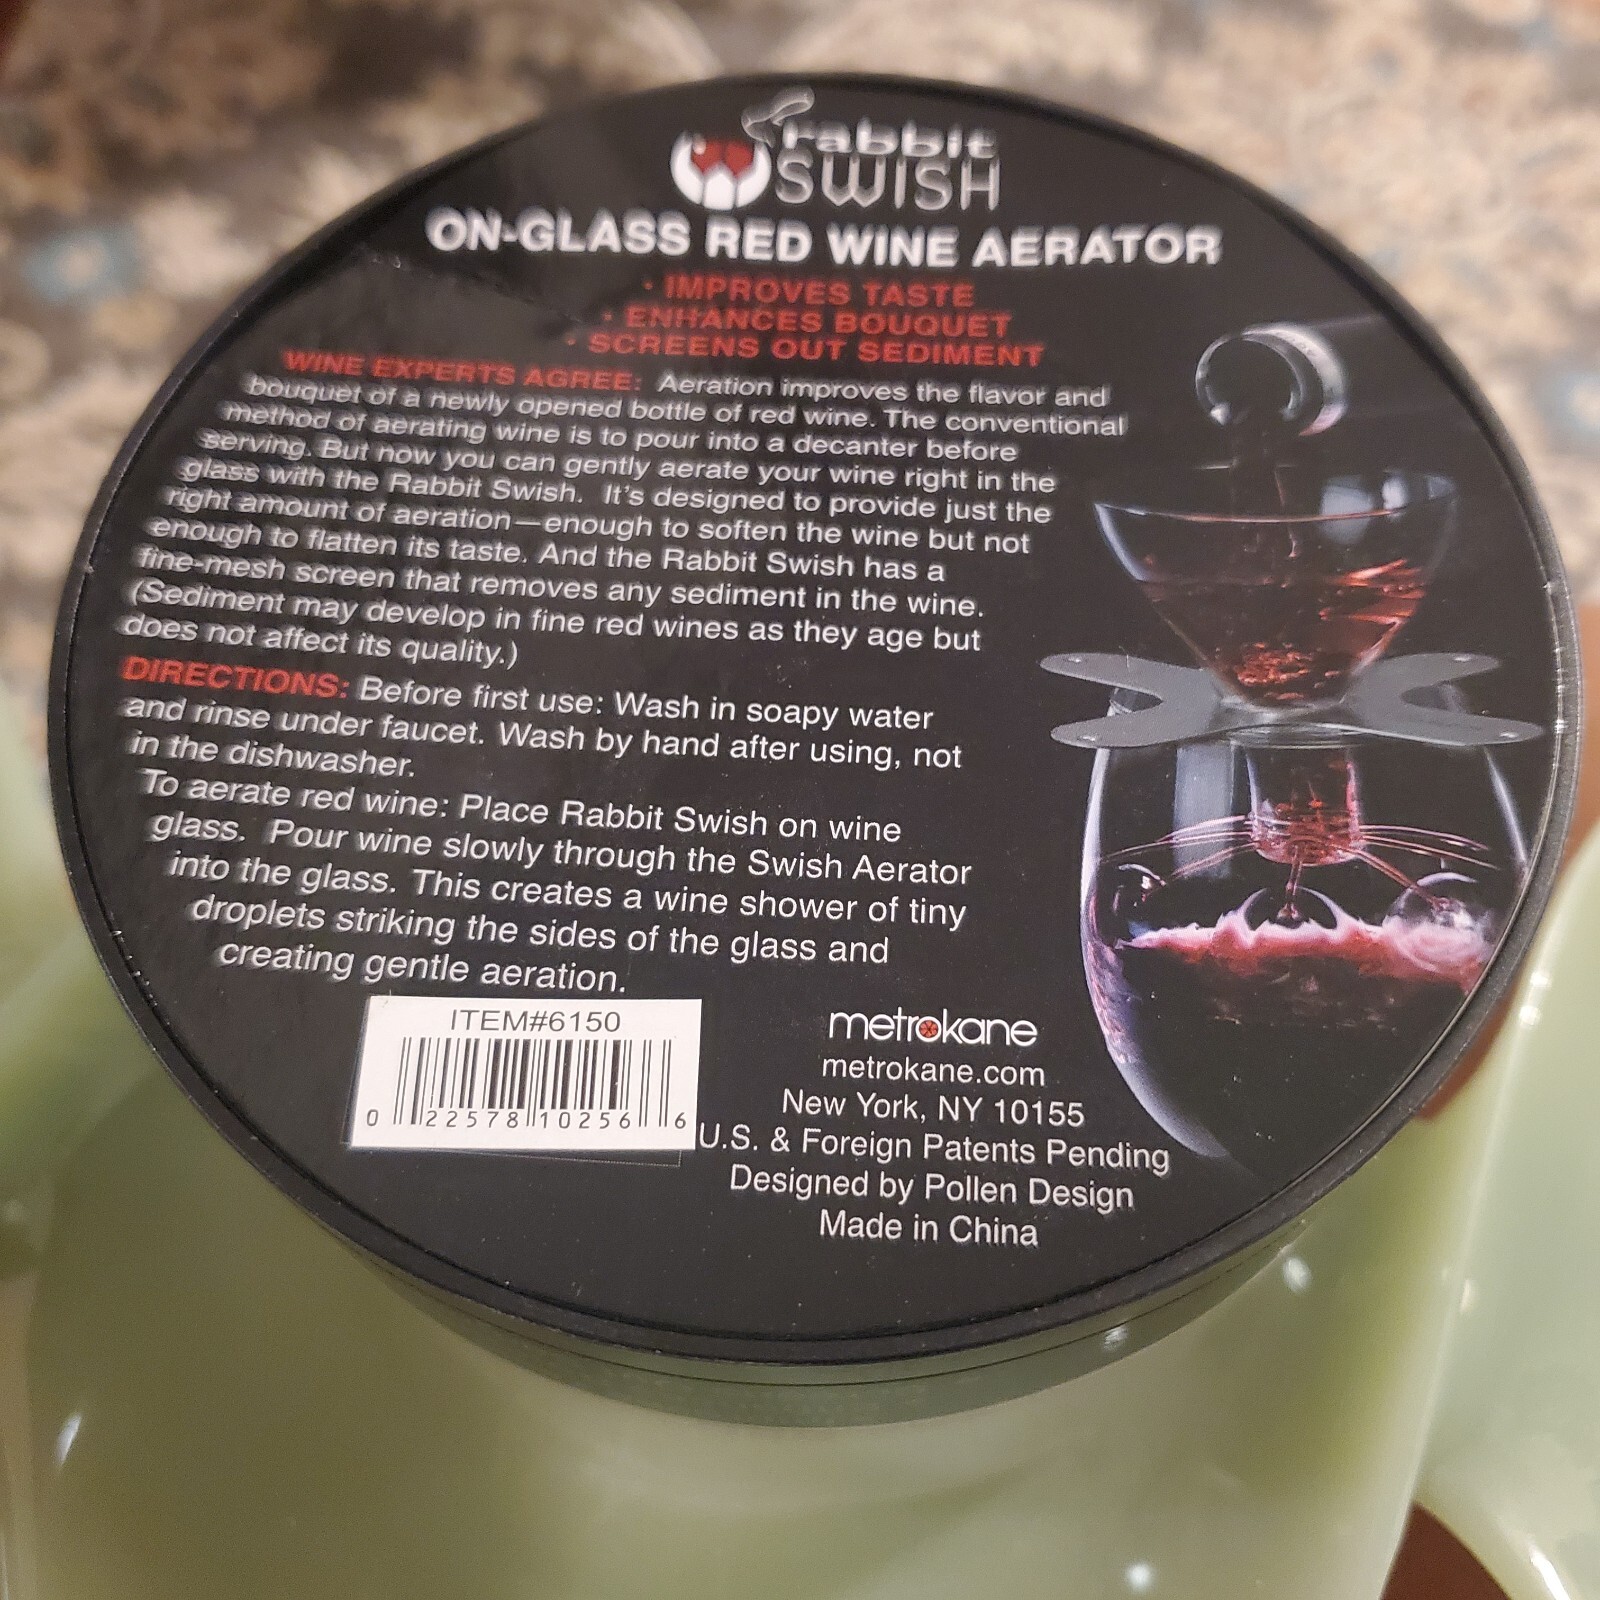 rabbit
SWISH
ON-GLASS RED WINE AERATOR
· IMPROVES TASTE
· ENHANCES BOUQUET
· SCREENS OUT SEDIMENT
WINE EXPERTS AGREE: Aeration improves the flavor and
bouquet of a newly opened bottle of red wine. The conventional
method of aerating wine is to pour into a decanter before
serving. But now you can gently aerate your wine right in the
glass with the Rabbit Swish. It's designed to provide just the
right amount of aeration—enough to soften the wine but not
enough to flatten its taste. And the Rabbit Swish has a
fine-mesh screen that removes any sediment in the wine.
(Sediment may develop in fine red wines as they age but
does not affect its quality.)
DIRECTIONS: Before first use: Wash in soapy water
and rinse under faucet. Wash by hand after using, not
in the dishwasher.
To aerate red wine: Place Rabbit Swish on wine
glass. Pour wine slowly through the Swish Aerator
into the glass. This creates a wine shower of tiny
droplets striking the sides of the glass and
creating gentle aeration.
ITEM#6150
0 22578 10256 6
metrokane
metrokane.com
New York, NY 10155
U.S. & Foreign Patents Pending
Designed by Pollen Design
Made in China